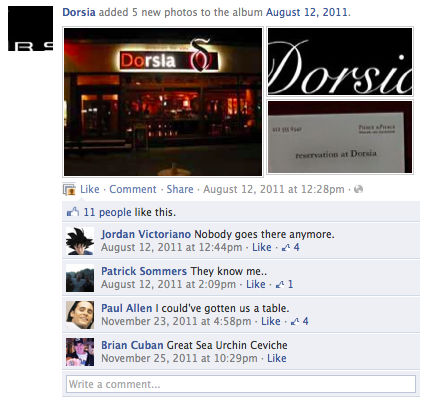 R S
Dorsia added 5 new photos to the album August 12, 2011.
Dorsia
Dorsia
212 555 6342
PIERCE & PIERCE
reservation at Dorsia
Like · Comment · Share · August 12, 2011 at 12:28pm ·
11 people like this.
Jordan Victoriano Nobody goes there anymore.
August 12, 2011 at 12:44pm · Like · 4
Patrick Sommers They know me..
August 12, 2011 at 2:09pm · Like · 1
Paul Allen I could've gotten us a table.
November 23, 2011 at 4:58pm · Like · 4
Brian Cuban Great Sea Urchin Ceviche
November 25, 2011 at 10:29pm · Like
Write a comment...